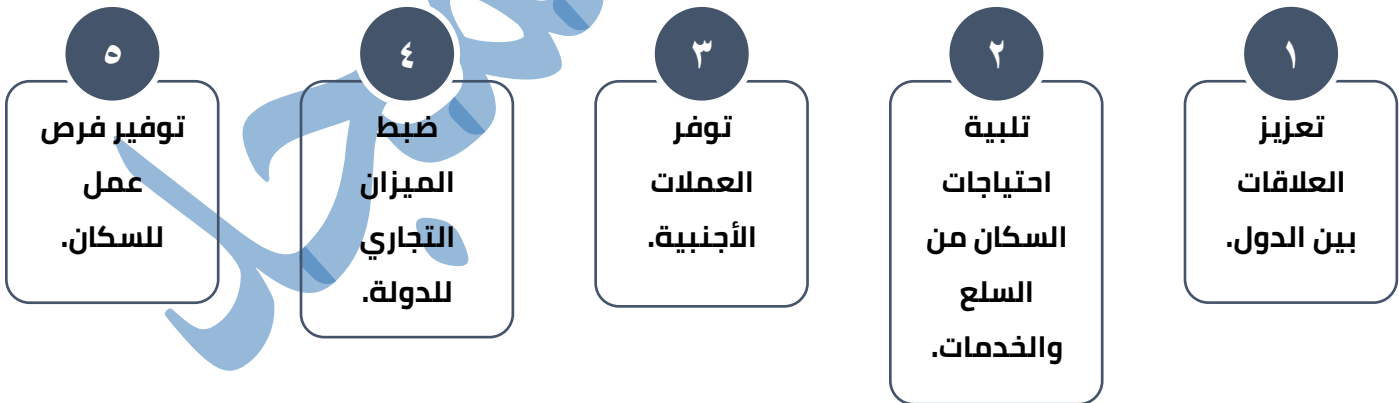 ١
تعزيز
العلاقات
بين الدول.
٢
تلبية
احتياجات
السكان من
السلع
والخدمات.
٣
توفر
العملات
الأجنبية.
٤
ضبط
الميزان
التجاري
للدولة.
٥
توفير فرص
عمل
للسكان.